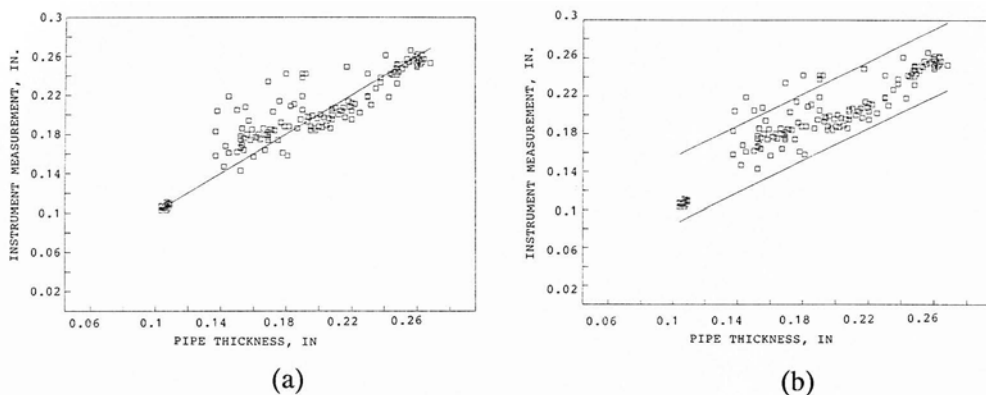 0.3
0.26
0.22
0.18
0.14
0.1
0.06
0.02
INSTRUMENT MEASUREMENT, IN.
0.06 0.1 0.14 0.18 0.22 0.26
PIPE THICKNESS, IN
(a)
0.3
0.26
0.22
0.18
0.14
0.1
0.06
0.02
INSTRUMENT MEASUREMENT, IN.
0.06 0.1 0.14 0.18 0.22 0.26
PIPE THICKNESS, IN
(b)